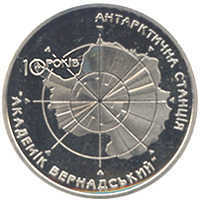 10 РОКІВ
АНТАРКТИЧНА СТАНЦІЯ
"АКАДЕМІК ВЕРНАДСЬКИЙ"